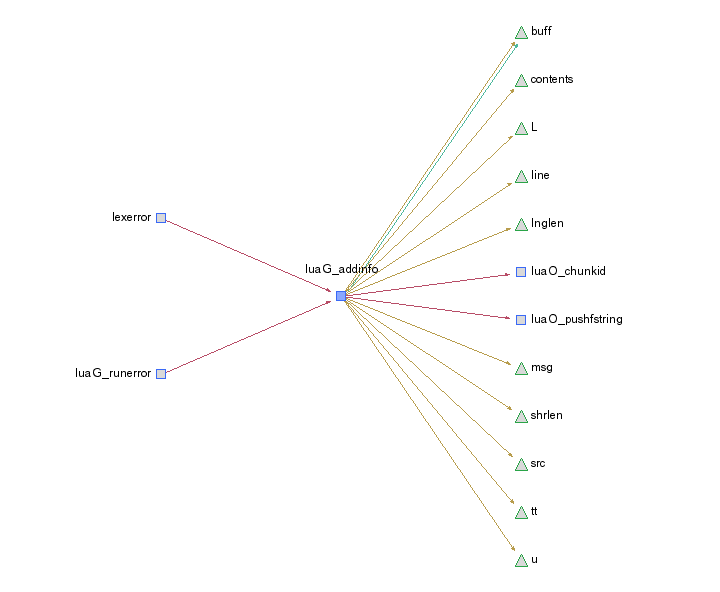 buff
contents
L
line
lexerror
lnglen
luaG_addinfo
luaO_chunkid
luaO_pushfstring
luaG_runerror
msg
shrlen
src
tt
u